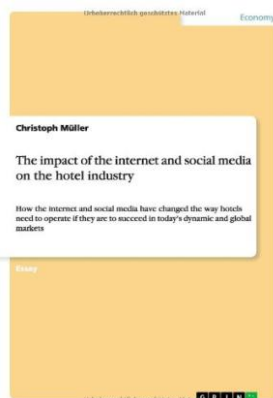 Urheberrechtlich geschütztes Material
Economy
Christoph Müller
The impact of the internet and social media
on the hotel industry
How the internet and social media have changed the way hotels
need to operate if they are to succeed in today's dynamic and global
markets
Essay
G R I N